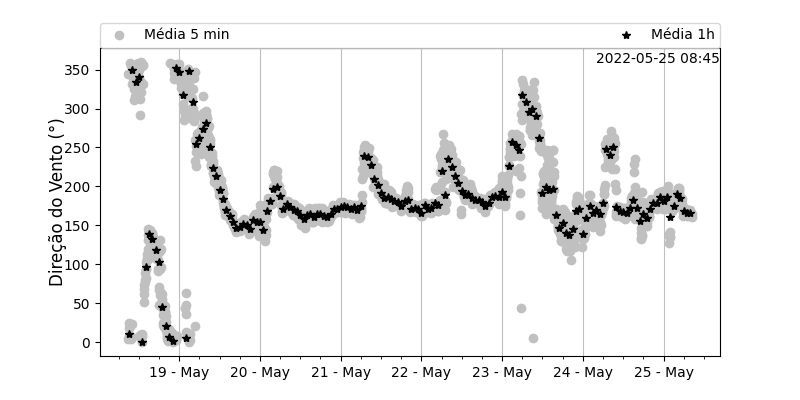 Média 5 min
Média 1h
2022-05-25 08:45
Direção do Vento (°)
350
300
250
200
150
100
50
0
19 - May
20 - May
21 - May
22 - May
23 - May
24 - May
25 - May